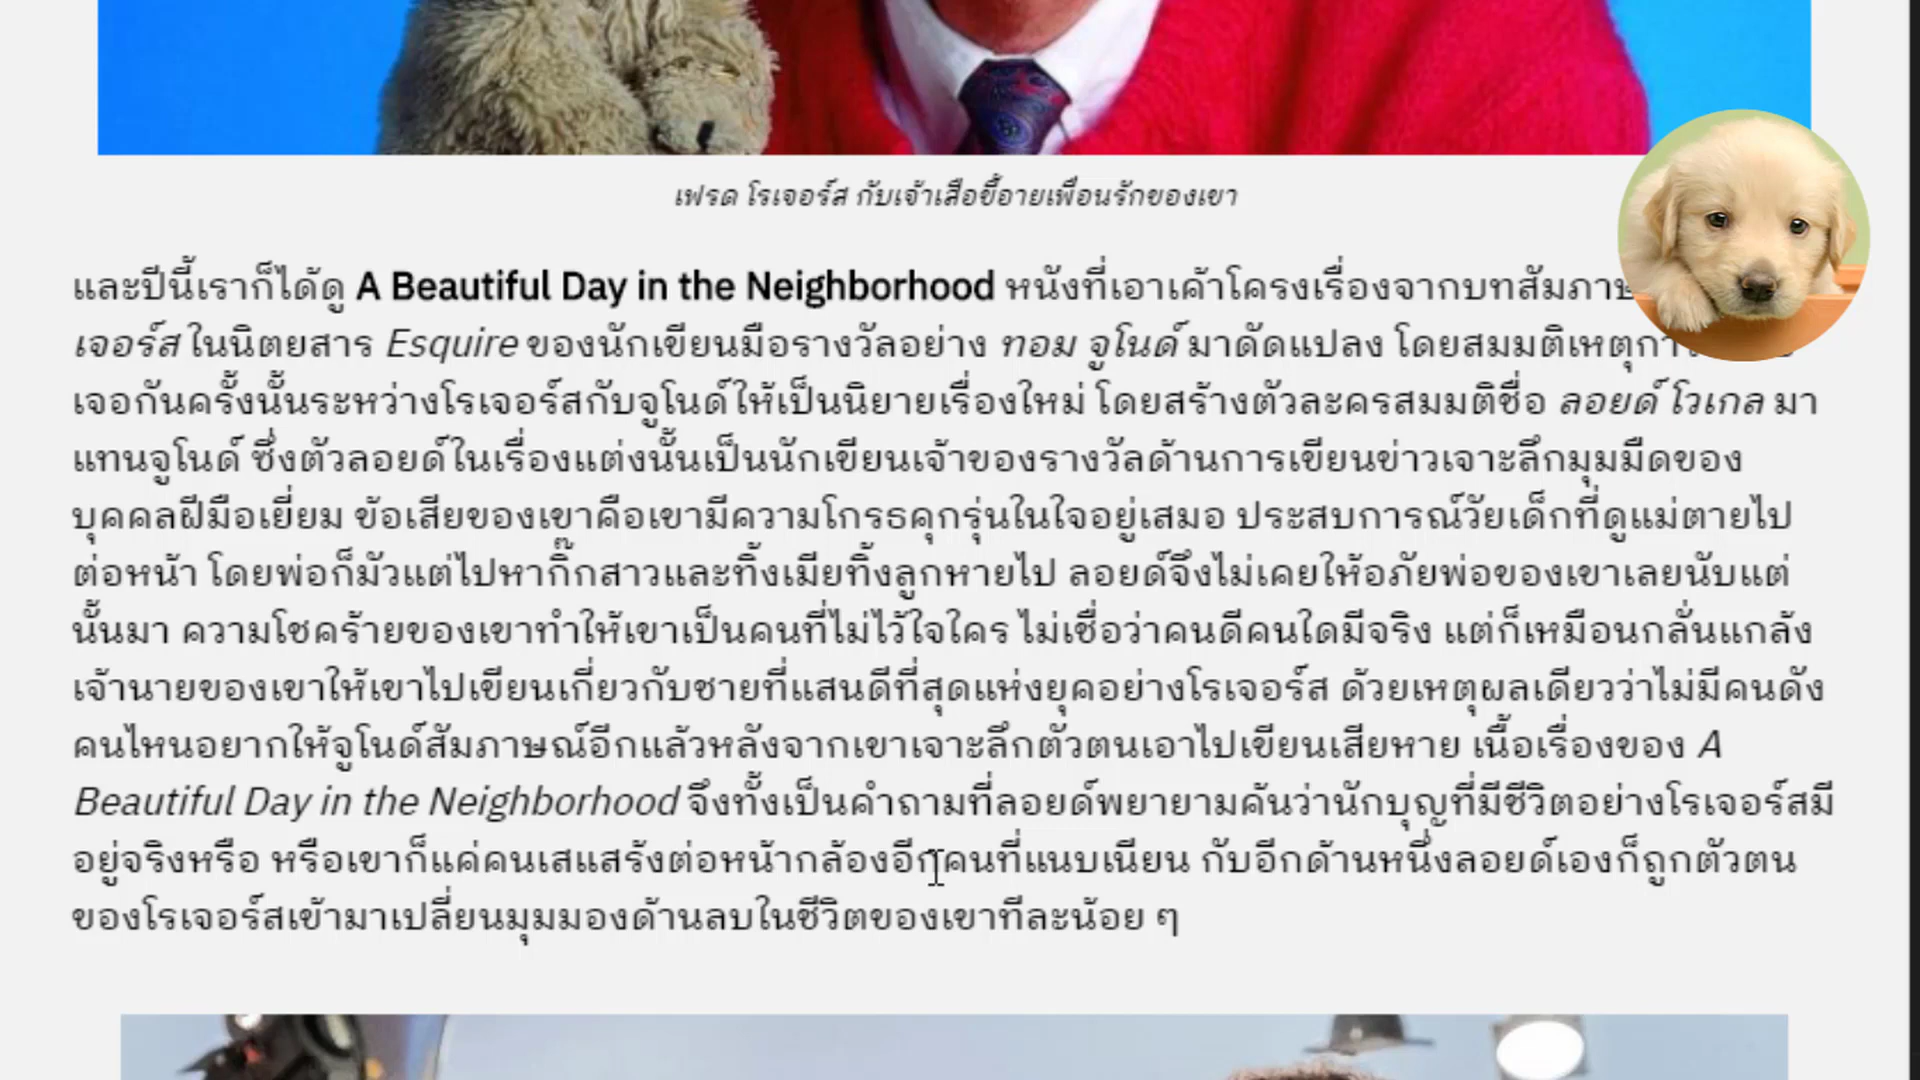 เฟรด โรเจอร์ส กับเจ้าเสือขี้อายเพื่อนรักของเขา
และปีนี้เราก็ได้ดู A Beautiful Day in the Neighborhood หนังที่เอาเค้าโครงเรื่องจากบทสัมภาษ
เจอร์ส ในนิตยสาร Esquire ของนักเขียนมือรางวัลอย่าง ทอม จูโนด์ มาดัดแปลง โดยสมมติเหตุกา
เจอกันครั้งนั้นระหว่างโรเจอร์สกับจูโนด์ให้เป็นนิยายเรื่องใหม่ โดยสร้างตัวละครสมมติชื่อ ลอยด์ โวเกล มา
แทนจูโนด์ ซึ่งตัวลอยด์ในเรื่องแต่งนั้นเป็นนักเขียนเจ้าของรางวัลด้านการเขียนข่าวเจาะลึกมุมมืดของ
บุคคลฝีมือเยี่ยม ข้อเสียของเขาคือเขามีความโกรธคุกรุ่นในใจอยู่เสมอ ประสบการณ์วัยเด็กที่ดูแม่ตายไป
ต่อหน้า โดยพ่อก็มัวแต่ไปหากิ๊กสาวและทิ้งเมียทิ้งลูกหายไป ลอยด์จึงไม่เคยให้อภัยพ่อของเขาเลยนับแต่
นั้นมา ความโชคร้ายของเขาทำให้เขาเป็นคนที่ไม่ไว้ใจใคร ไม่เชื่อว่าคนดีคนใดมีจริง แต่ก็เหมือนกลั่นแกล้ง
เจ้านายของเขาให้เขาไปเขียนเกี่ยวกับชายที่แสนดีที่สุดแห่งยุคอย่างโรเจอร์ส ด้วยเหตุผลเดียวว่าไม่มีคนดัง
คนไหนอยากให้จูโนด์สัมภาษณ์อีกแล้วหลังจากเขาเจาะลึกตัวตนเอาไปเขียนเสียหาย เนื้อเรื่องของ A
Beautiful Day in the Neighborhood จึงทั้งเป็นคำถามที่ลอยด์พยายามคันว่านักบุญที่มีชีวิตอย่างโรเจอร์สมี
อยู่จริงหรือ หรือเขาก็แค่คนเสแสรังต่อหน้ากล้องอีกคนที่แนบเนียน กับอีกด้านหนึ่งลอยด์เองก็ถูกตัวตน
ของโรเจอร์สเข้ามาเปลี่ยนมุมมองด้านลบในชีวิตของเขาทีละน้อย ๆ